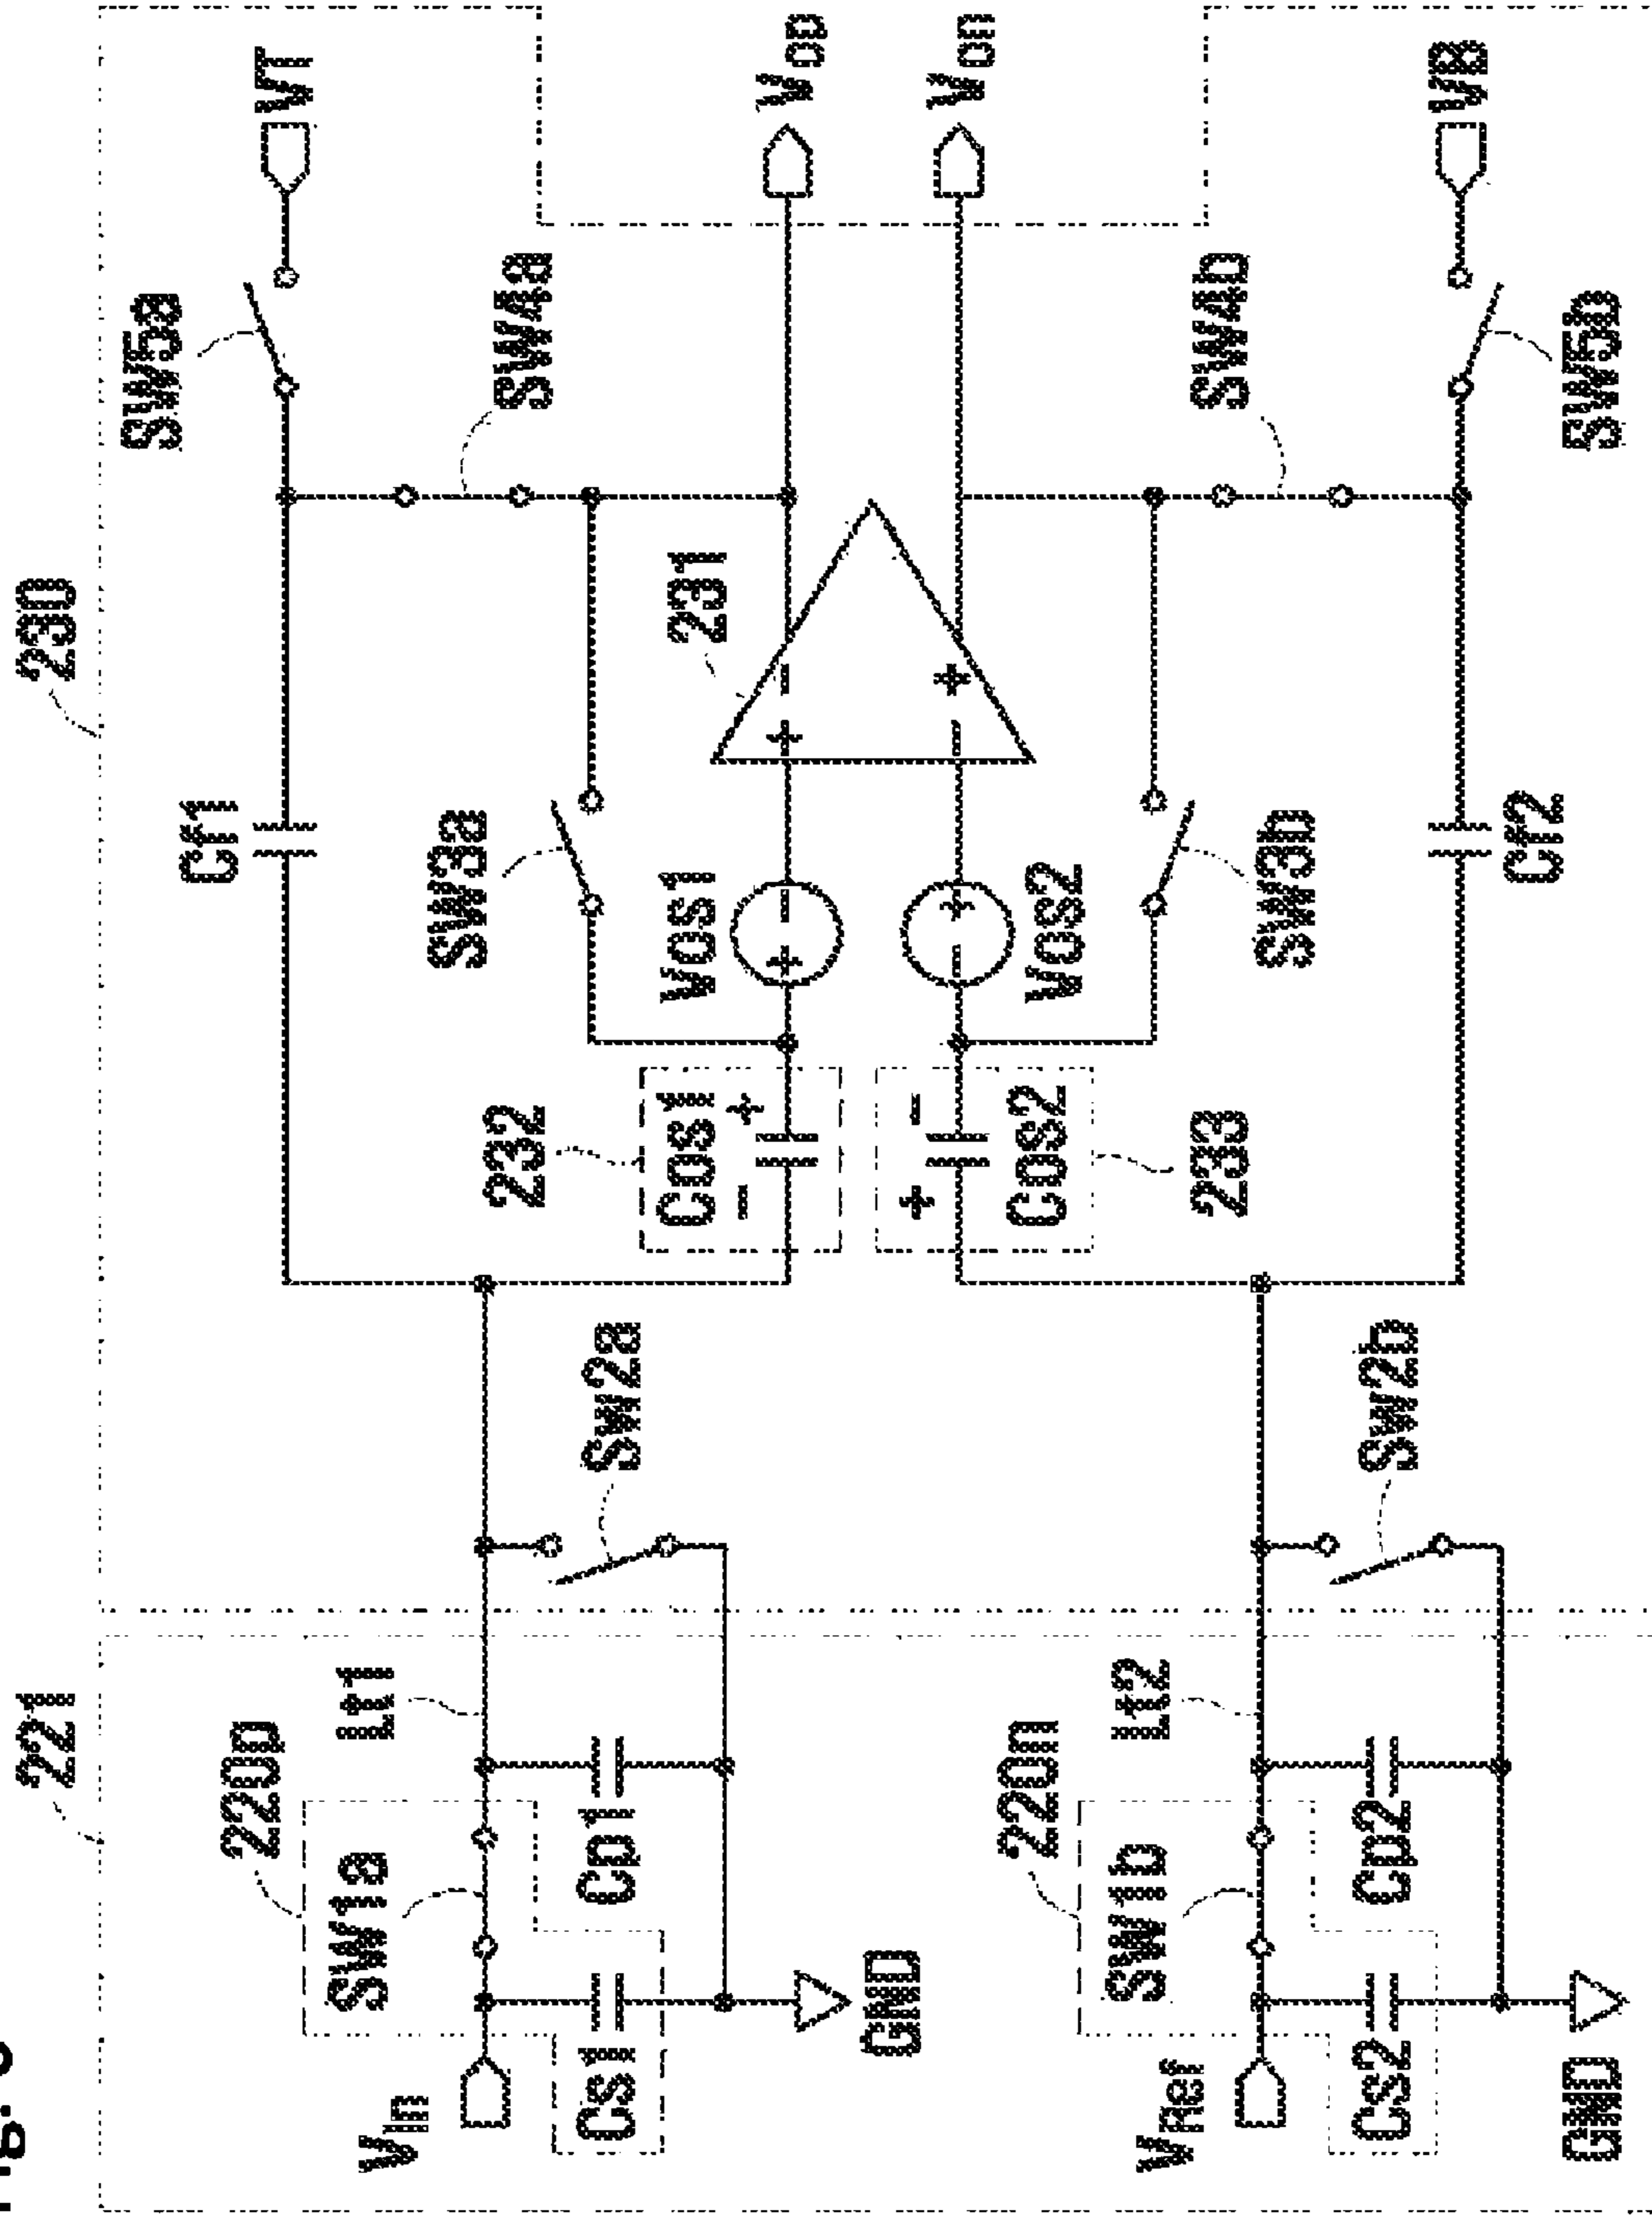 221
230
220p
Lt1
SW1a
Vin
Cs1
Cp1
GND
Sw2a
Cf1
SW5a
VT
SW4a
SW3a
232
Cos1
- +
Vos1
+ -
231
+ -
- +
Vop
Von
Vos2
- +
Cos2
+ -
233
SW3b
SW4b
Cf2
SW5b
VB
220n
Lt2
SW1b
VRef
Cs2
Cp2
GND
Sw2b